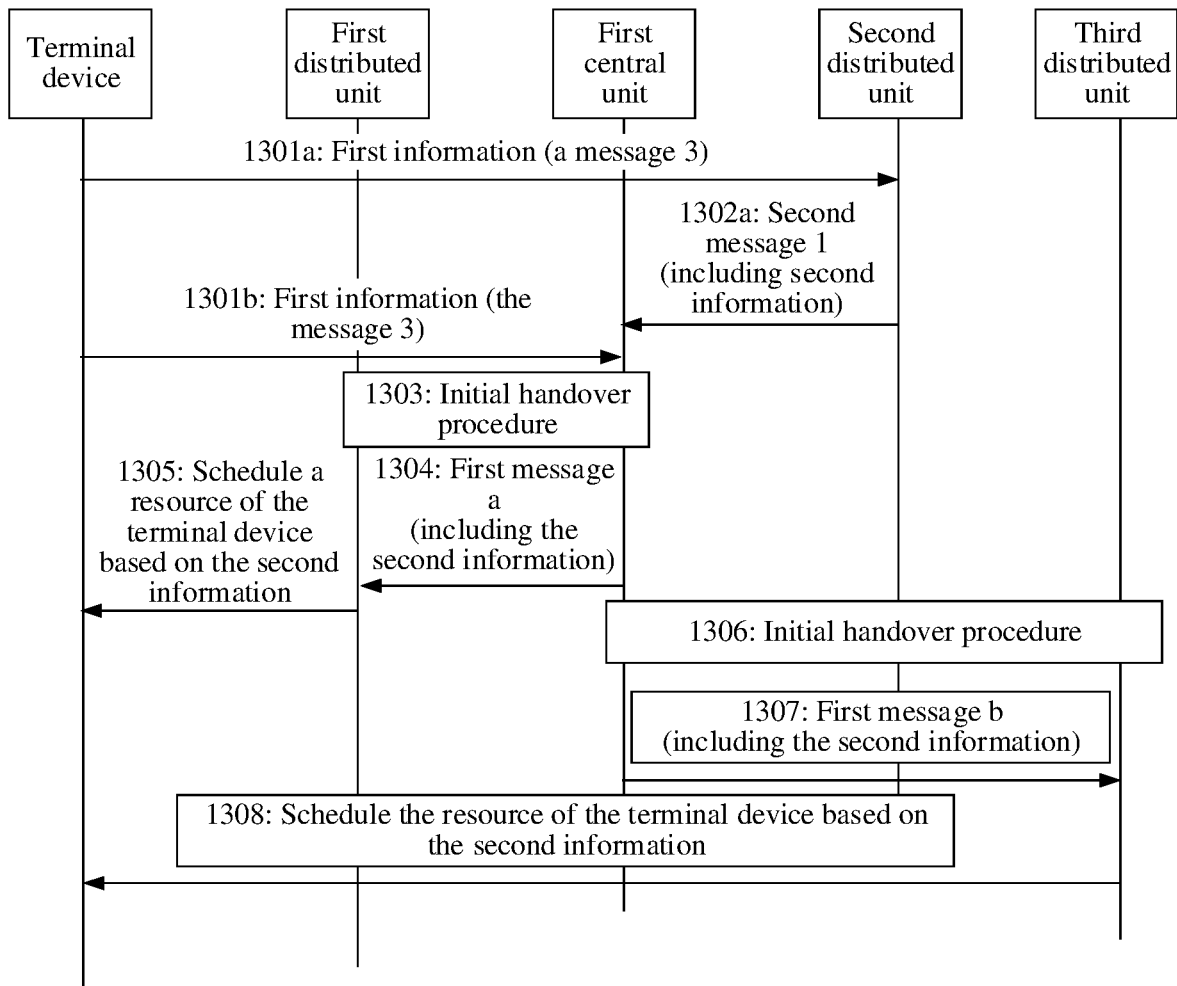 Terminal
device
First
distributed
unit
First
central
unit
Second
distributed
unit
Third
distributed
unit
1301a: First information (a message 3)
1302a: Second
message 1
(including second
information)
1301b: First information (the
message 3)
1303: Initial handover
procedure
1305: Schedule a
resource of the
terminal device
based on the second
information
1304: First message
a
(including the
second information)
1306: Initial handover procedure
1307: First message b
(including the second information)
1308: Schedule the resource of the terminal device based on
the second information